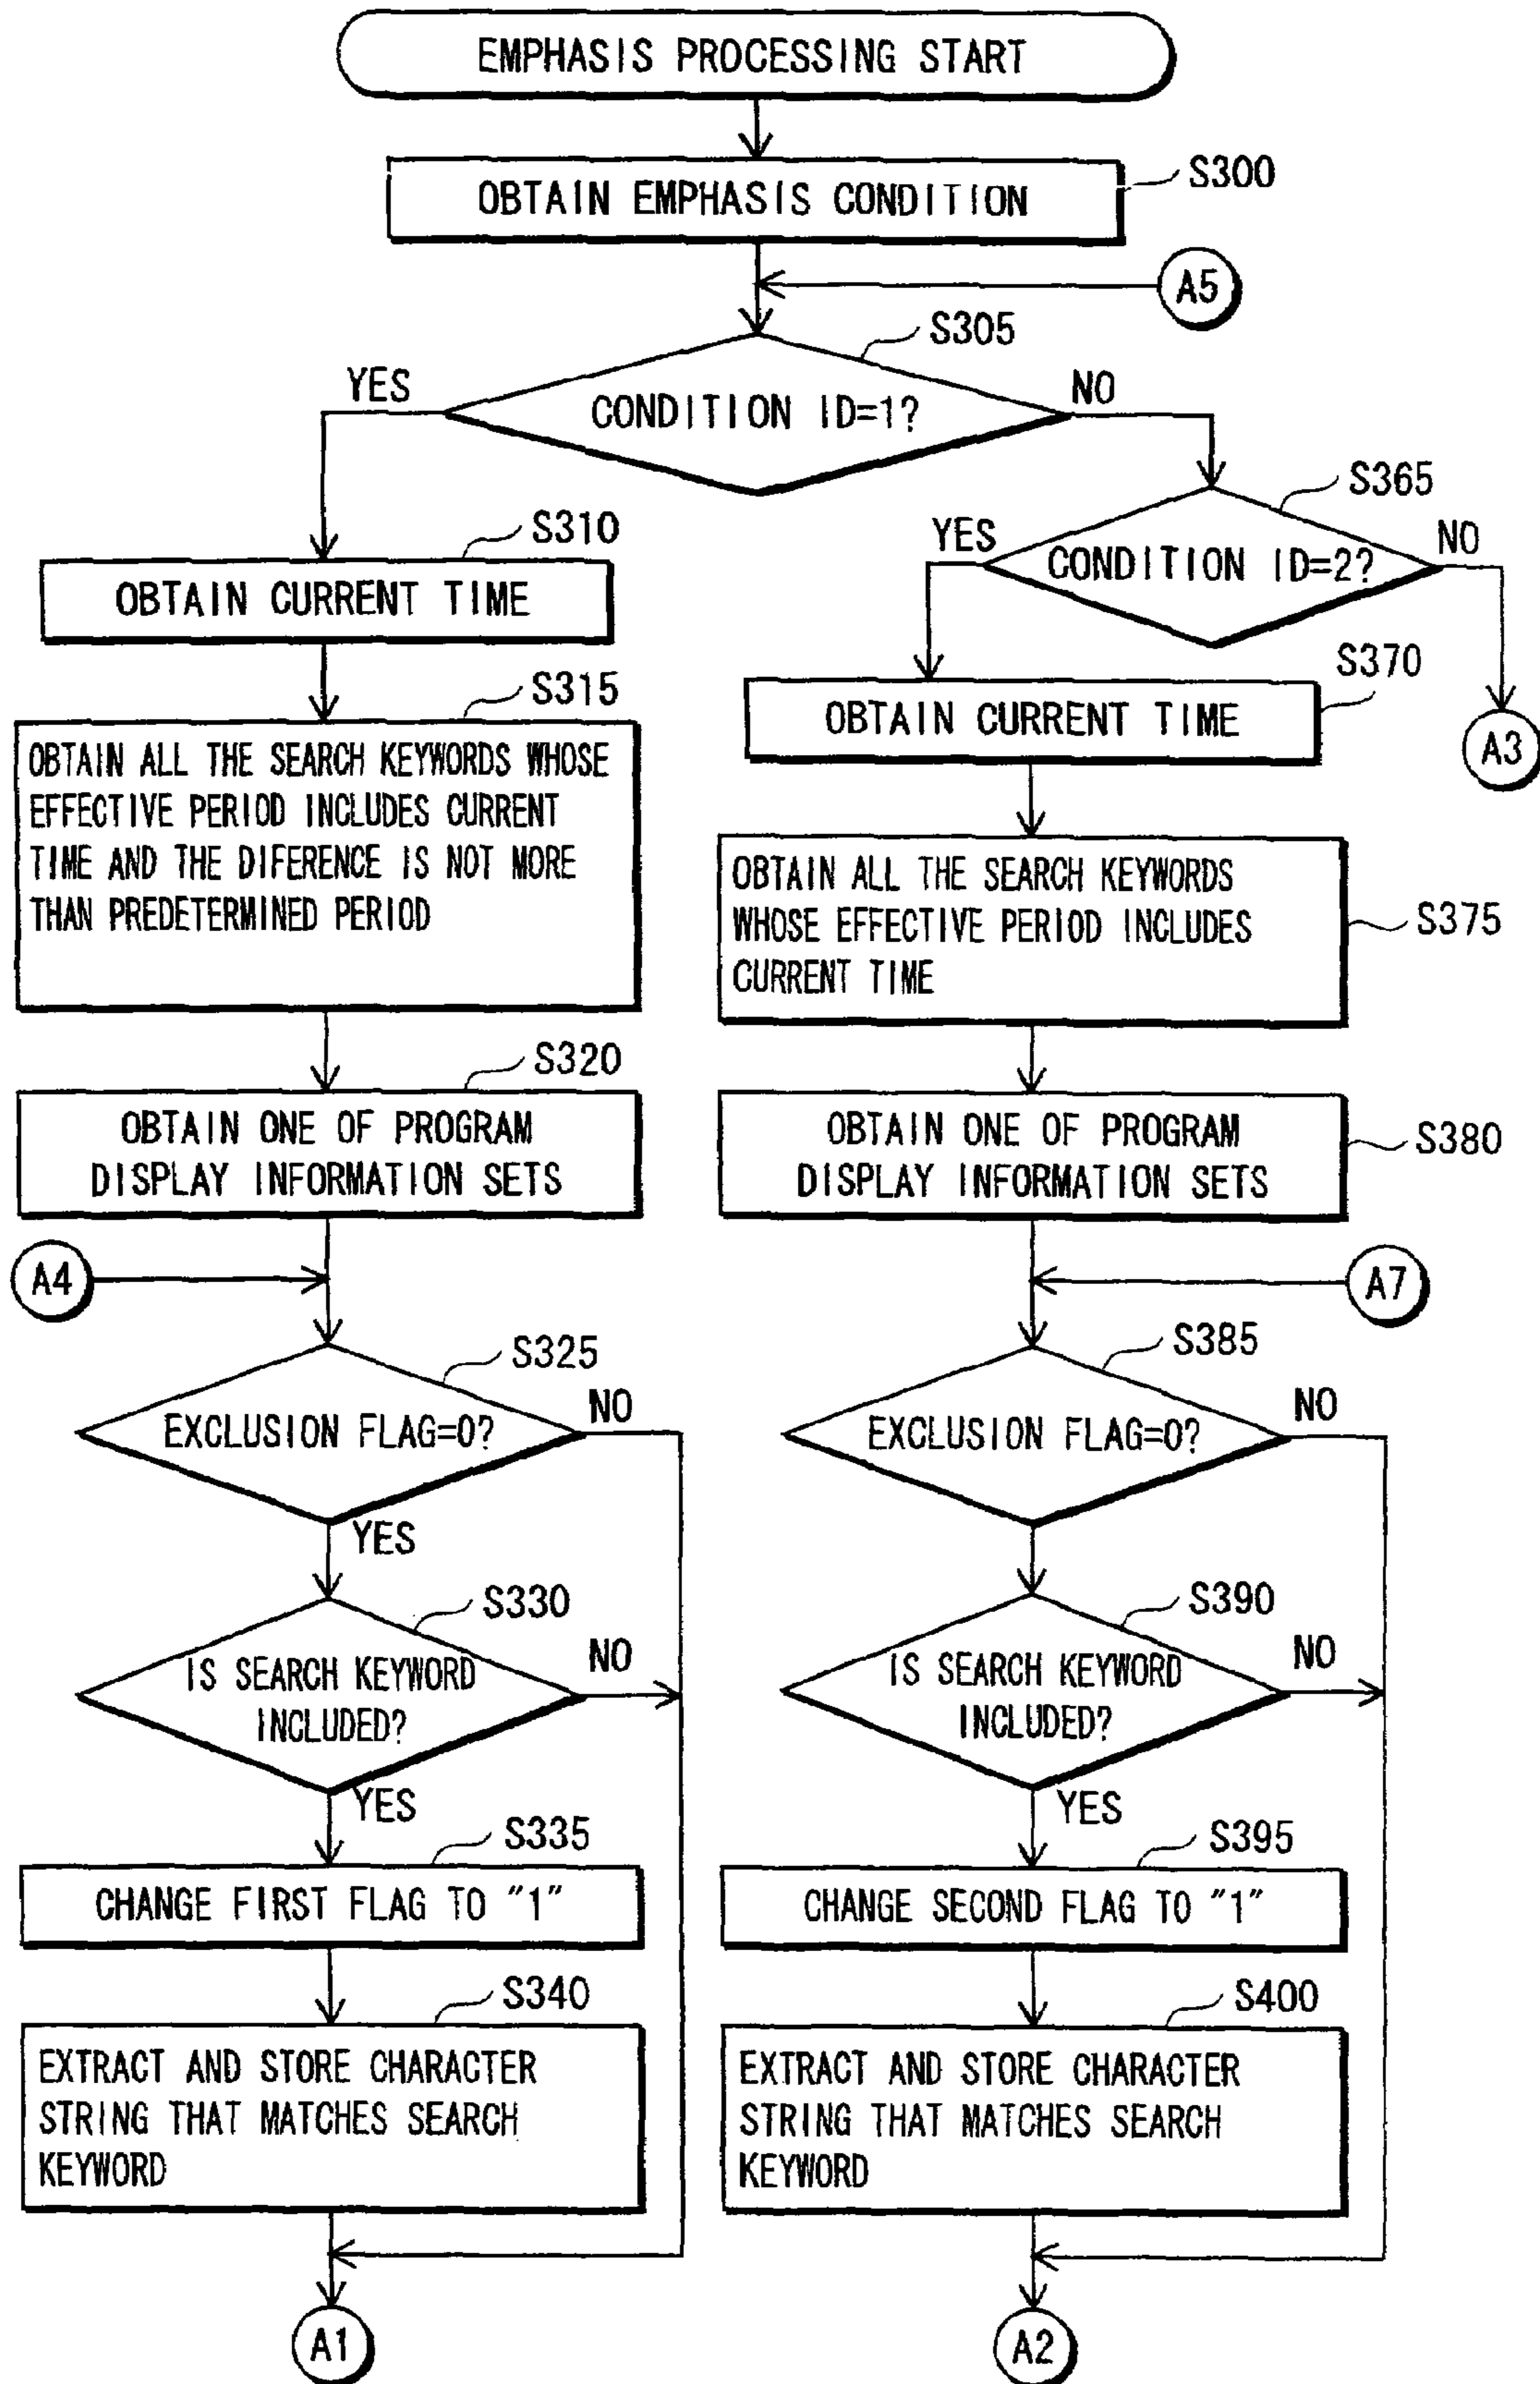 EMPHASIS PROCESSING START
OBTAIN EMPHASIS CONDITION
S300
A5
S305
YES
CONDITION ID=1?
NO
S365
YES
CONDITION ID=2?
NO
A3
S310
OBTAIN CURRENT TIME
S315
OBTAIN ALL THE SEARCH KEYWORDS WHOSE
EFFECTIVE PERIOD INCLUDES CURRENT
TIME AND THE DIFERENCE IS NOT MORE
THAN PREDETERMINED PERIOD
S320
OBTAIN ONE OF PROGRAM
DISPLAY INFORMATION SETS
A4
S325
EXCLUSION FLAG=0?
NO
YES
S330
IS SEARCH KEYWORD
INCLUDED?
NO
YES
S335
CHANGE FIRST FLAG TO "1"
S340
EXTRACT AND STORE CHARACTER
STRING THAT MATCHES SEARCH
KEYWORD
A1
S370
OBTAIN CURRENT TIME
OBTAIN ALL THE SEARCH KEYWORDS
WHOSE EFFECTIVE PERIOD INCLUDES
CURRENT TIME
S375
OBTAIN ONE OF PROGRAM
DISPLAY INFORMATION SETS
S380
A7
S385
EXCLUSION FLAG=0?
NO
S390
IS SEARCH KEYWORD
INCLUDED?
NO
YES
S395
CHANGE SECOND FLAG TO "1"
S400
EXTRACT AND STORE CHARACTER
STRING THAT MATCHES SEARCH
KEYWORD
A2